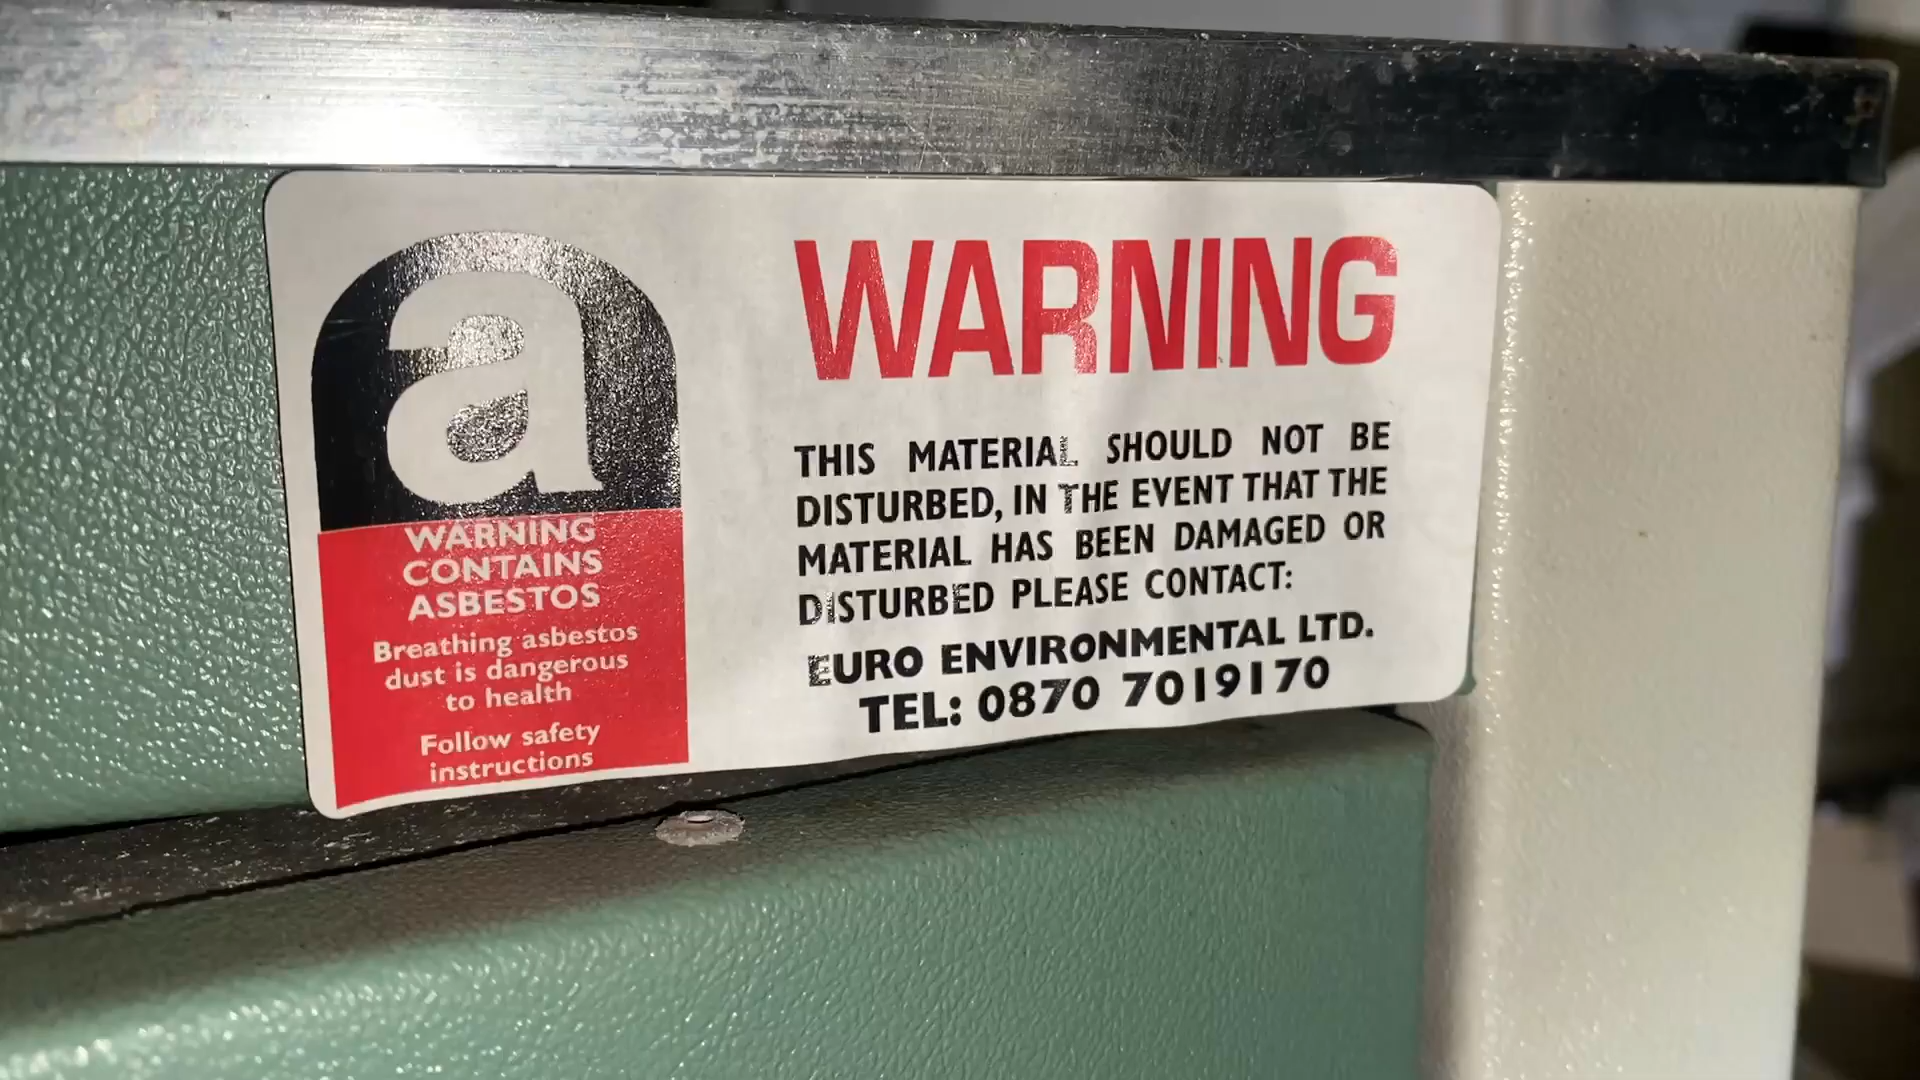 a
WARNING
CONTAINS
ASBESTOS
Breathing asbestos
dust is dangerous
to health
Follow safety
instructions
WARNING
THIS MATERIAL SHOULD NOT BE
DISTURBED, IN THE EVENT THAT THE
MATERIAL HAS BEEN DAMAGED OR
DISTURBED PLEASE CONTACT:
EURO ENVIRONMENTAL LTD.
TEL: 0870 7019170